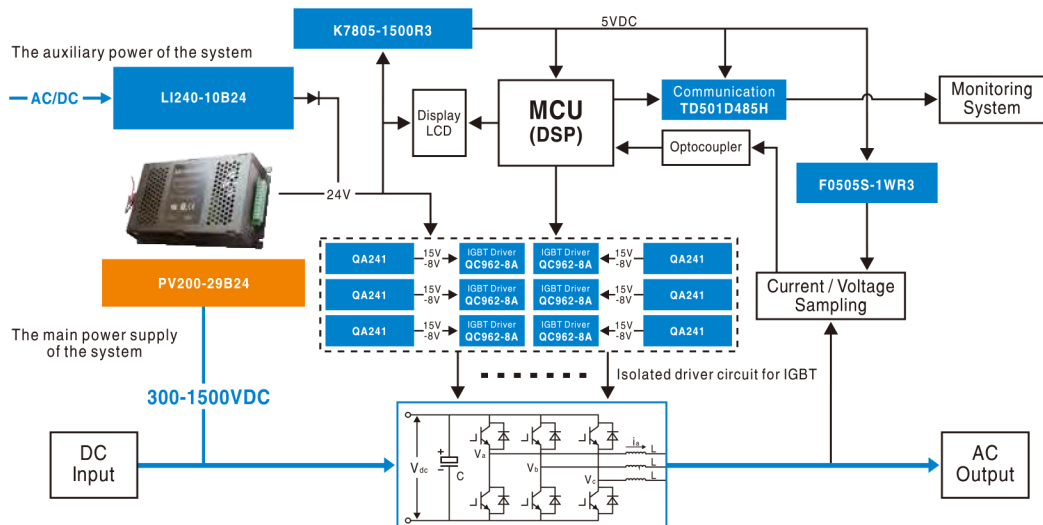 K7805-1500R3
5VDC
The auxiliary power of the system
AC/DC
LI240-10B24
Display
LCD
MCU
(DSP)
Communication
TD501D485H
Monitoring
System
Optocoupler
F0505S-1WR3
24V
QA241
15V
-8V
IGBT Driver
QC962-8A
IGBT Driver
QC962-8A
15V
-8V
QA241
QA241
15V
-8V
IGBT Driver
QC962-8A
IGBT Driver
QC962-8A
15V
-8V
QA241
QA241
15V
-8V
IGBT Driver
QC962-8A
IGBT Driver
QC962-8A
15V
-8V
QA241
PV200-29B24
Current / Voltage
Sampling
The main power supply
of the system
Isolated driver circuit for IGBT
300-1500VDC
DC
Input
Vdc
+
−
C
Va
Vb
Vc
ia
L
L
L
AC
Output